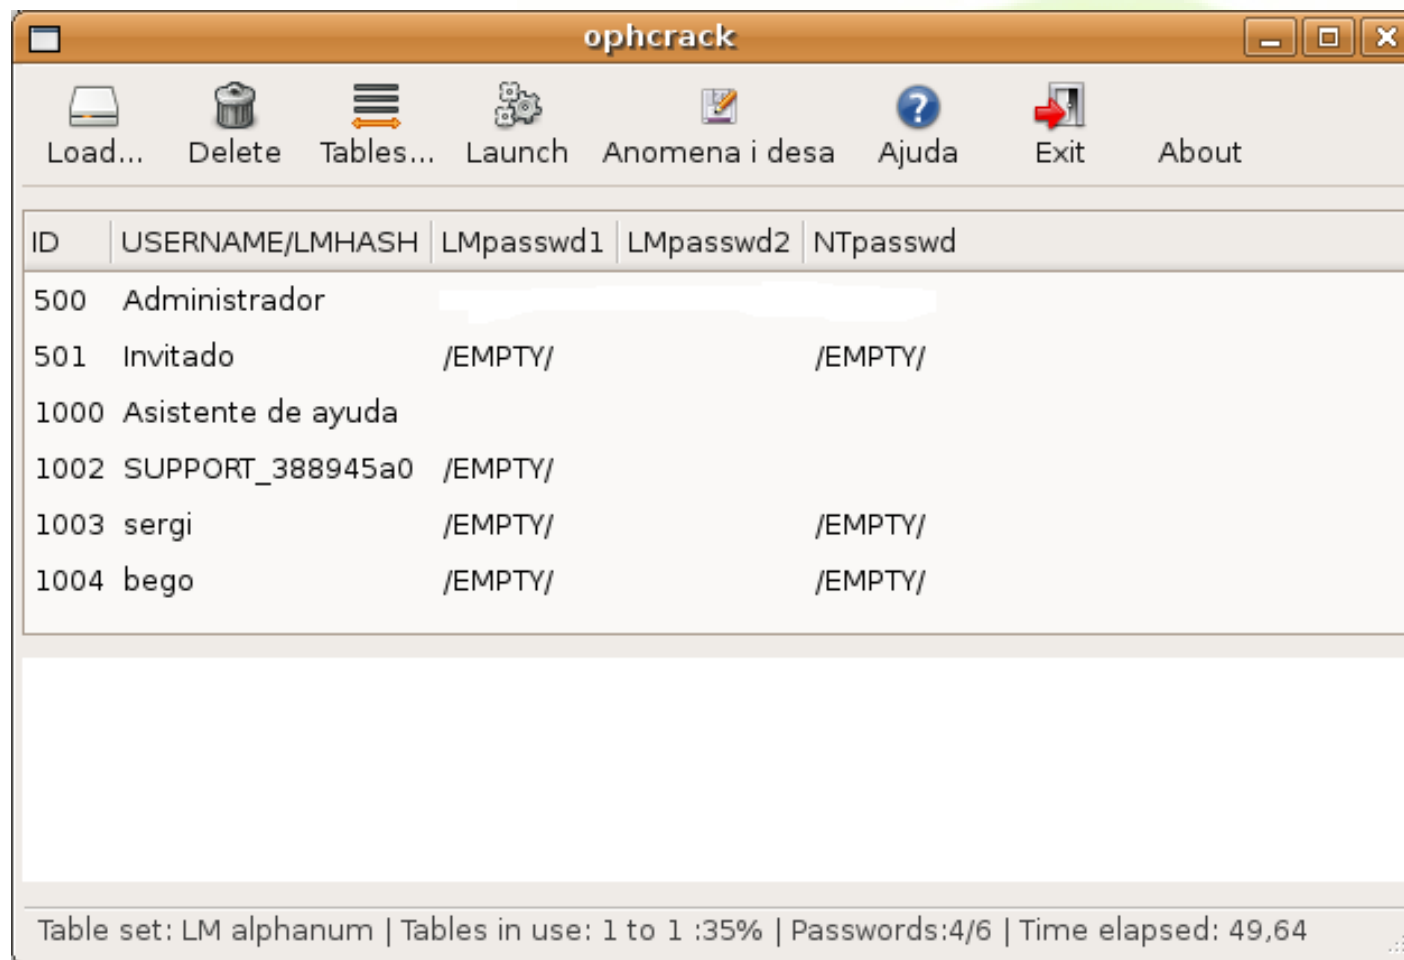 ophcrack
Load... Delete Tables... Launch Anomena i desa Ajuda Exit About
ID USERNAME/LMHASH LMpasswd1 LMpasswd2 NTpasswd
500 Administrador
501 Invitado /EMPTY/ /EMPTY/
1000 Asistente de ayuda
1002 SUPPORT_388945a0 /EMPTY/
1003 sergi /EMPTY/ /EMPTY/
1004 bego /EMPTY/ /EMPTY/
Table set: LM alphanum | Tables in use: 1 to 1 :35% | Passwords:4/6 | Time elapsed: 49,64